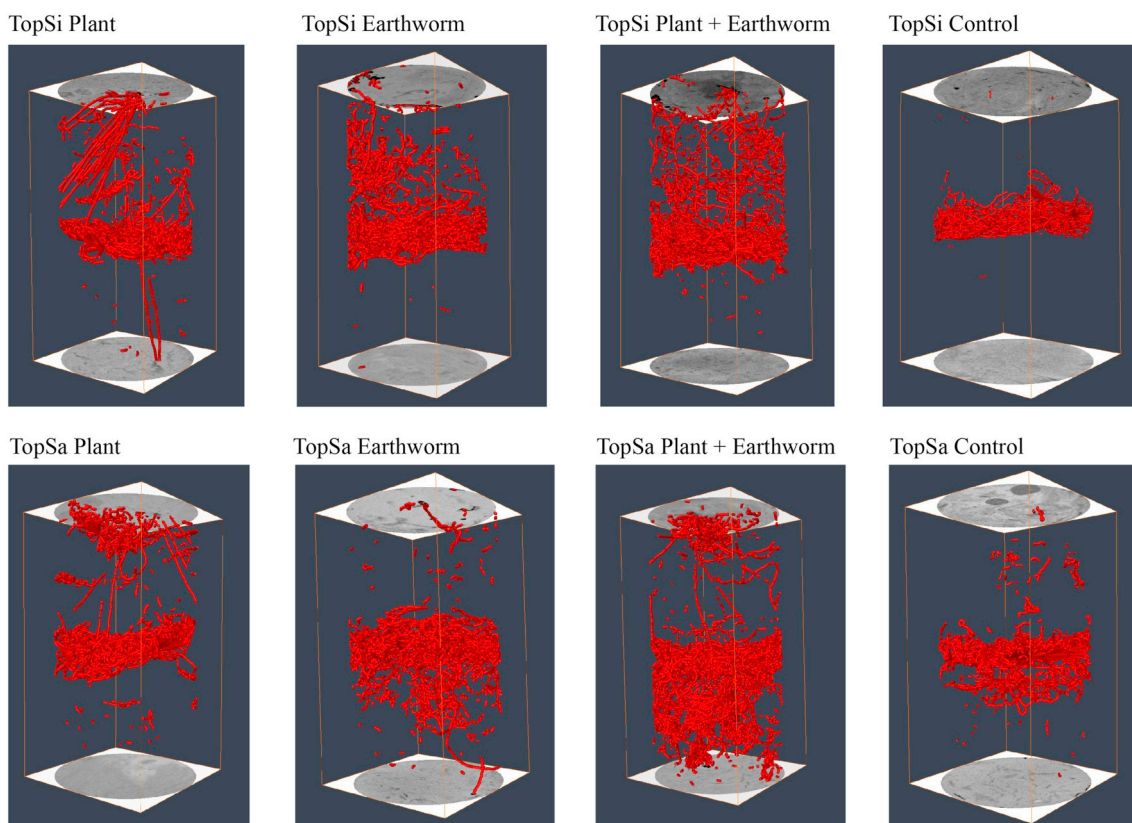 TopSi Plant
TopSi Earthworm
TopSi Plant + Earthworm
TopSi Control
TopSa Plant
TopSa Earthworm
TopSa Plant + Earthworm
TopSa Control